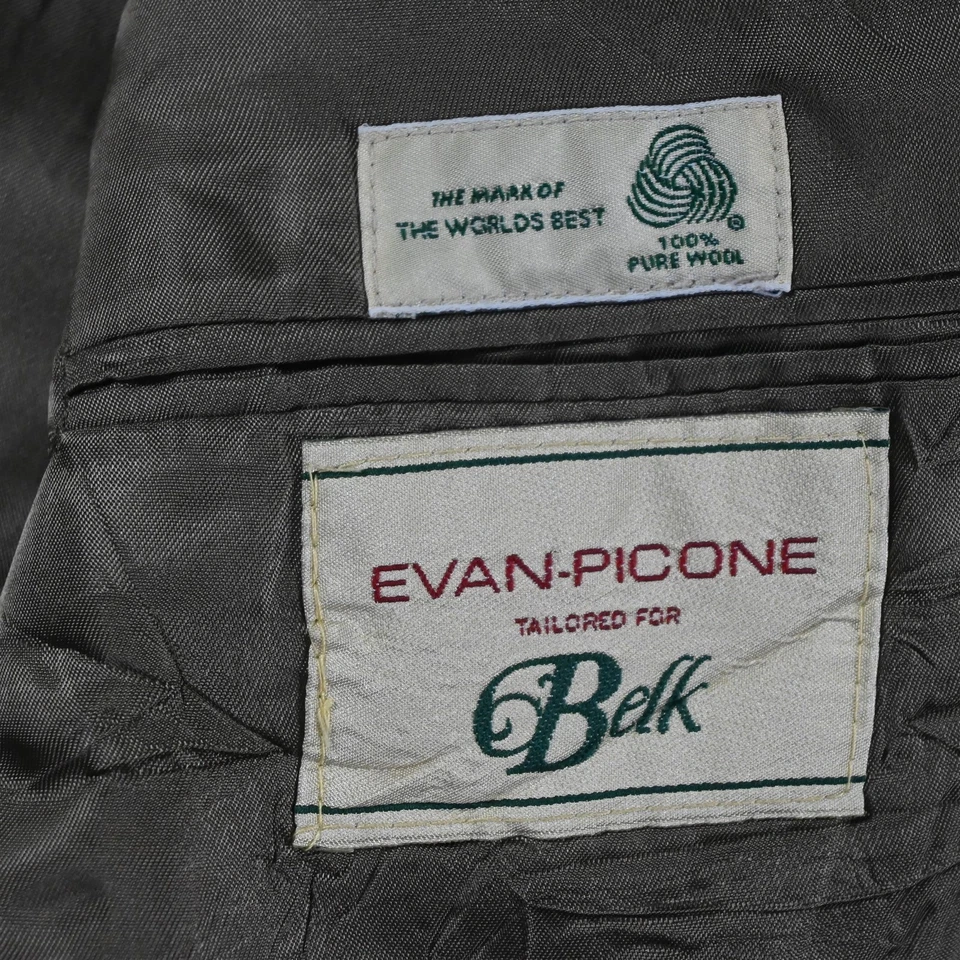 THE MARK OF
THE WORLDS BEST
®
100%
PURE WOOL
EVAN-PICONE
TAILORED FOR
Belk